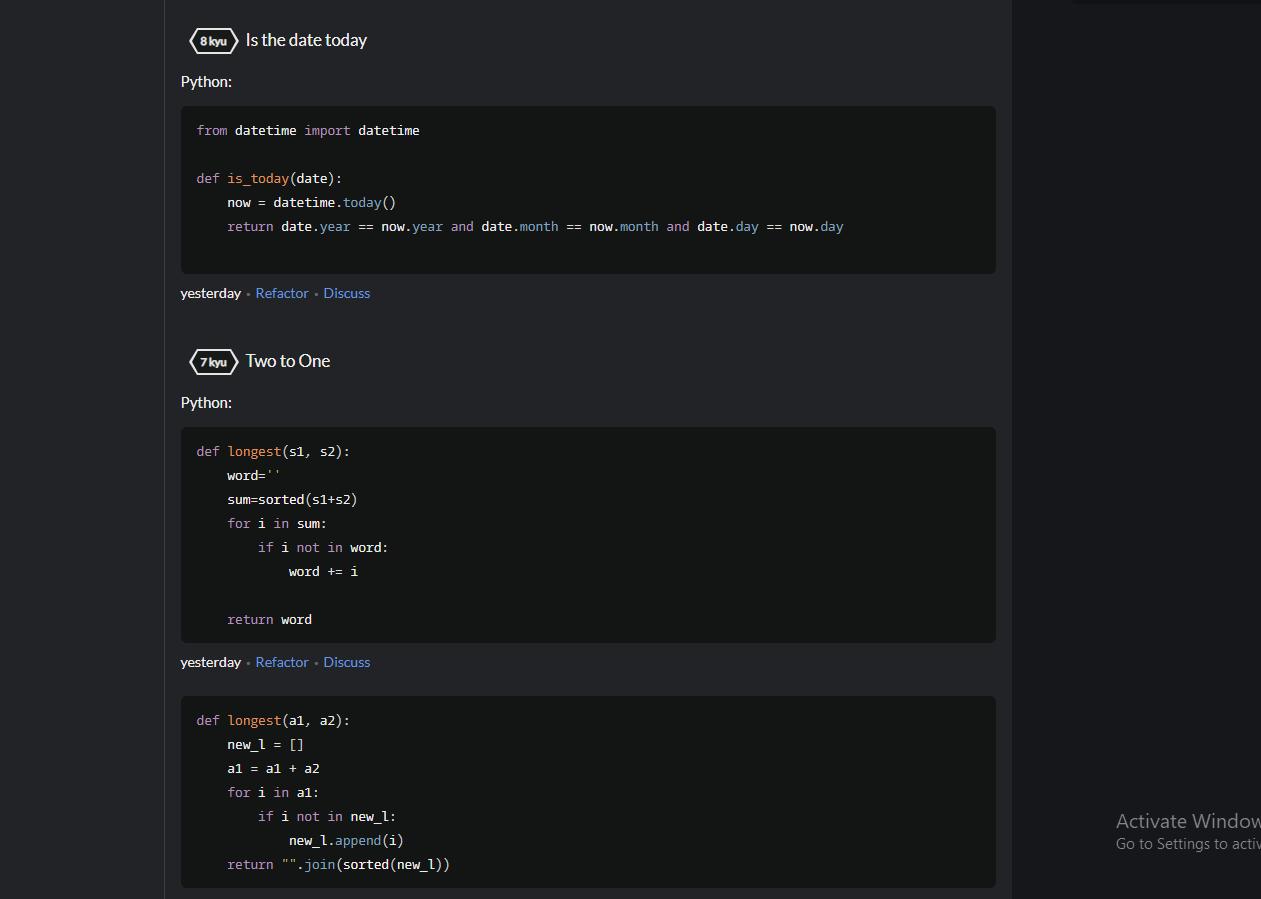 8 kyu Is the date today
Python:
from datetime import datetime
def is_today(date):
    now = datetime.today()
    return date.year == now.year and date.month == now.month and date.day == now.day
yesterday • Refactor • Discuss
7 kyu Two to One
Python:
def longest(s1, s2):
    word=''
    sum=sorted(s1+s2)
    for i in sum:
        if i not in word:
            word += i
    return word
yesterday • Refactor • Discuss
def longest(a1, a2):
    new_l = []
    a1 = a1 + a2
    for i in a1:
        if i not in new_l:
            new_l.append(i)
    return "".join(sorted(new_l))
Activate Window
Go to Settings to activ